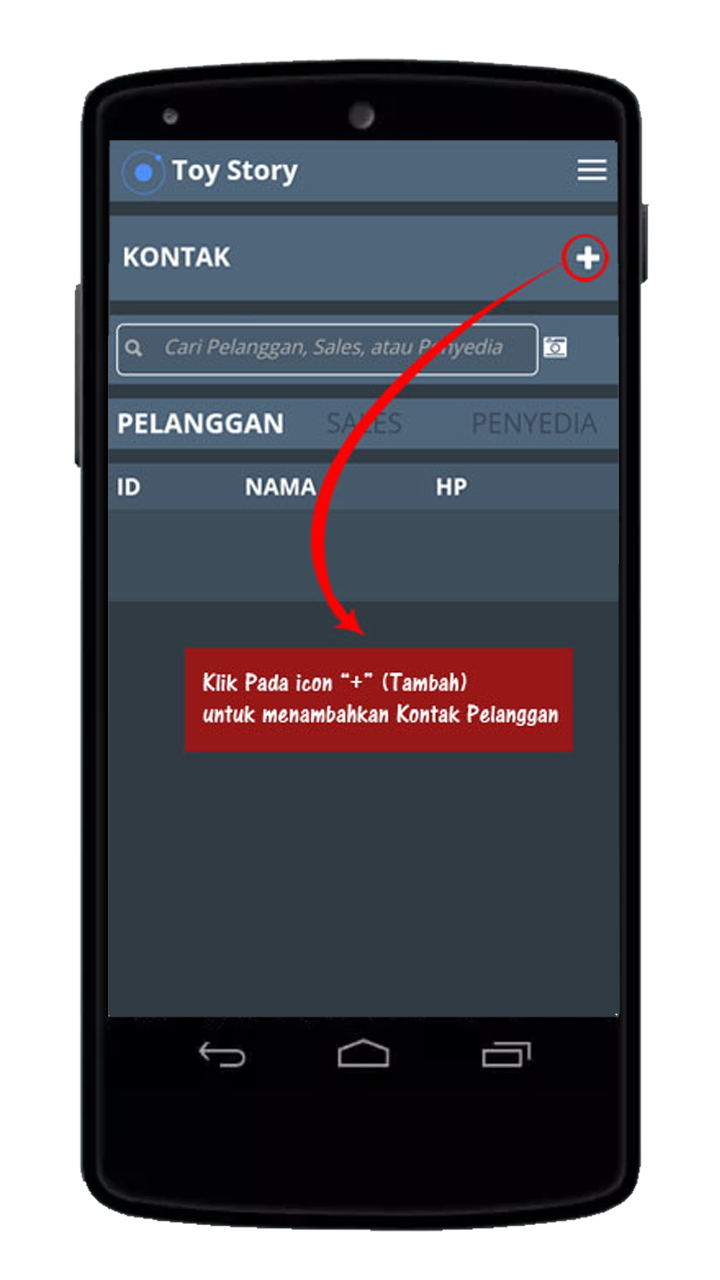 Toy Story
KONTAK
Cari Pelanggan, Sales, atau Penyedia
PELANGGAN SALES PENYEDIA
ID NAMA HP
Klik Pada icon “+” (Tambah)
untuk menambahkan Kontak Pelanggan